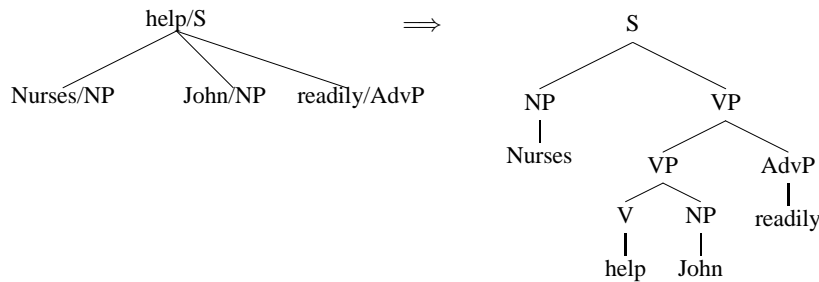 help/S ⟹ S
Nurses/NP John/NP readily/AdvP NP VP
Nurses VP AdvP
V NP readily
help John